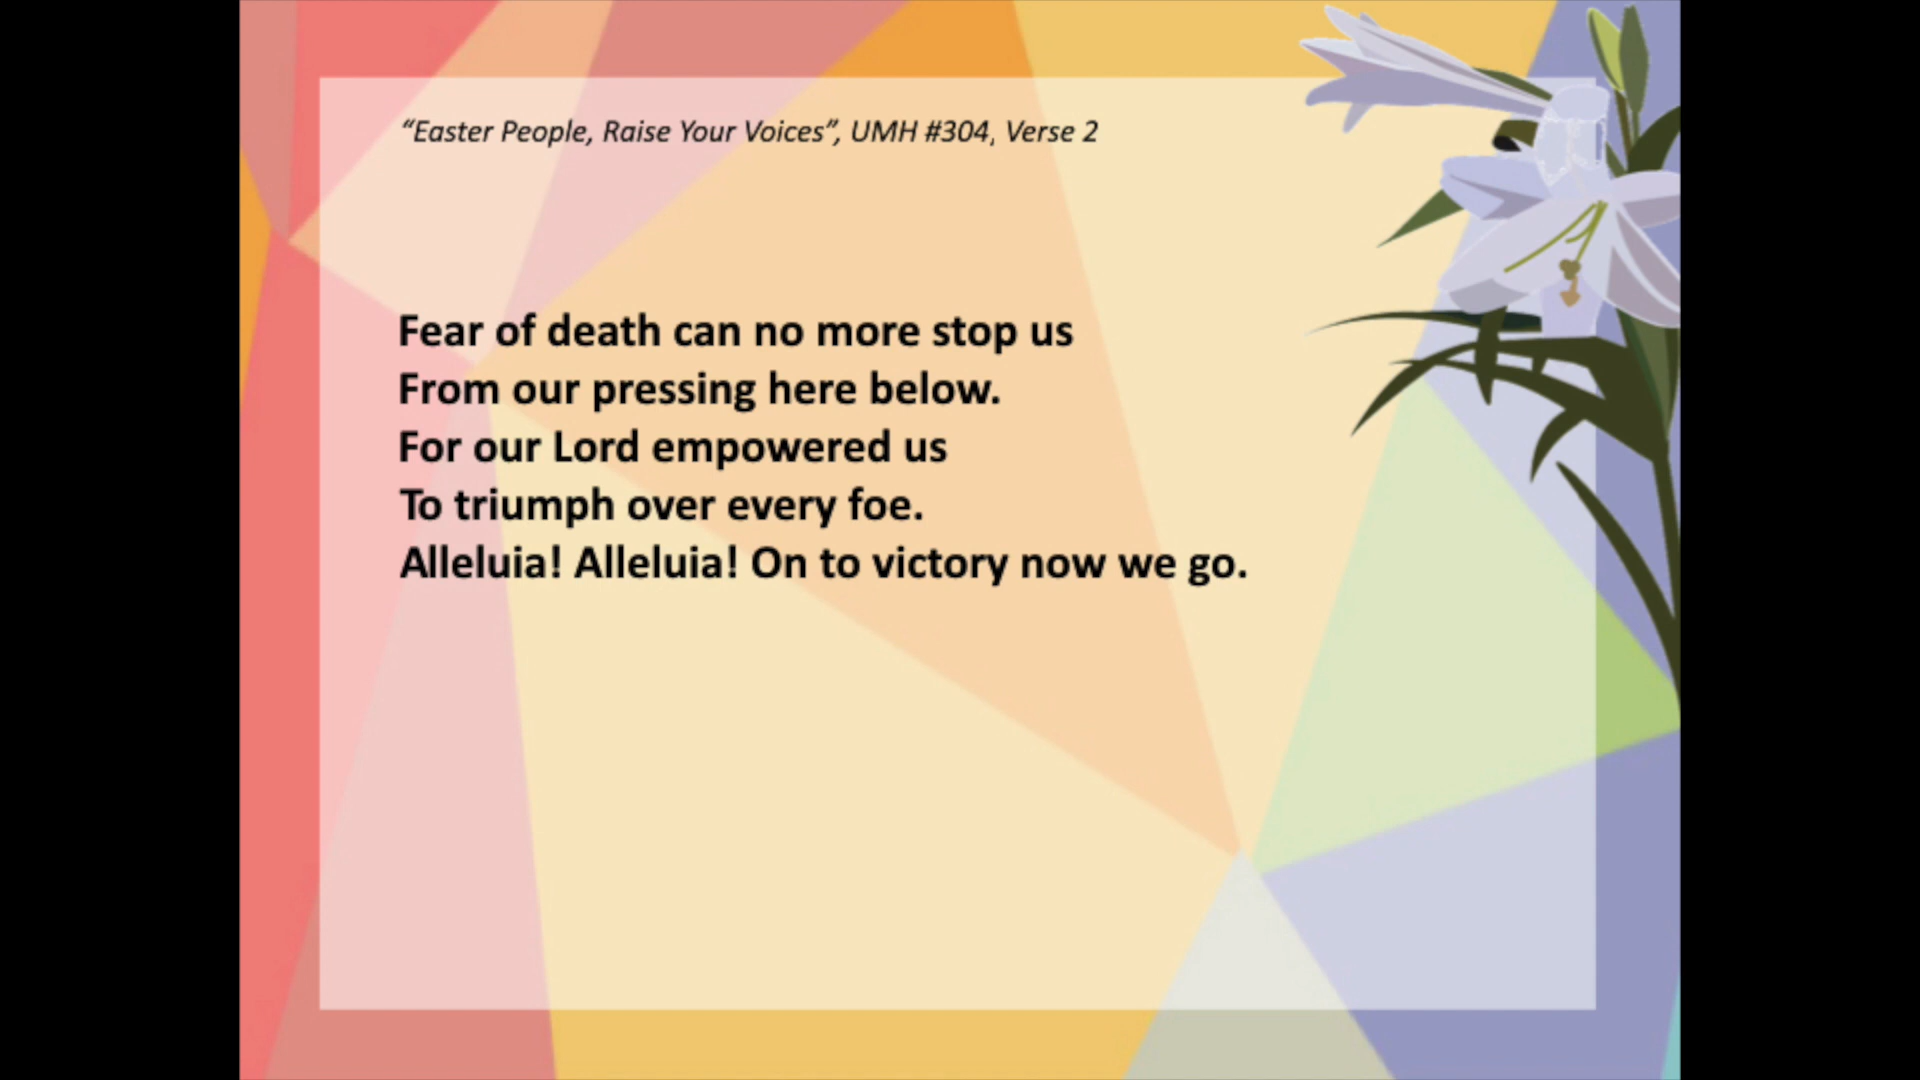 “Easter People, Raise Your Voices”, UMH #304, Verse 2
Fear of death can no more stop us
From our pressing here below.
For our Lord empowered us
To triumph over every foe.
Alleluia! Alleluia! On to victory now we go.